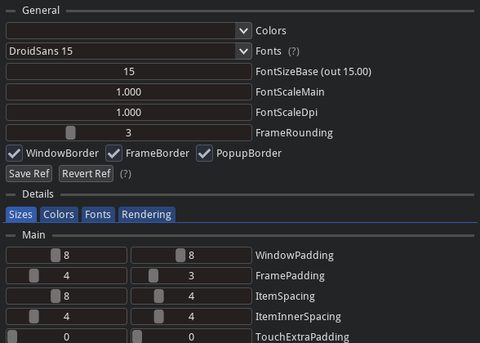 General
Colors
DroidSans 15 Fonts (?)
15 FontSizeBase (out 15.00)
1.000 FontScaleMain
1.000 FontScaleDpi
3 FrameRounding
WindowBorder FrameBorder PopupBorder
Save Ref Revert Ref (?)
Details
Sizes Colors Fonts Rendering
Main
8 8 WindowPadding
4 3 FramePadding
8 4 ItemSpacing
4 4 ItemInnerSpacing
0 0 TouchExtraPadding